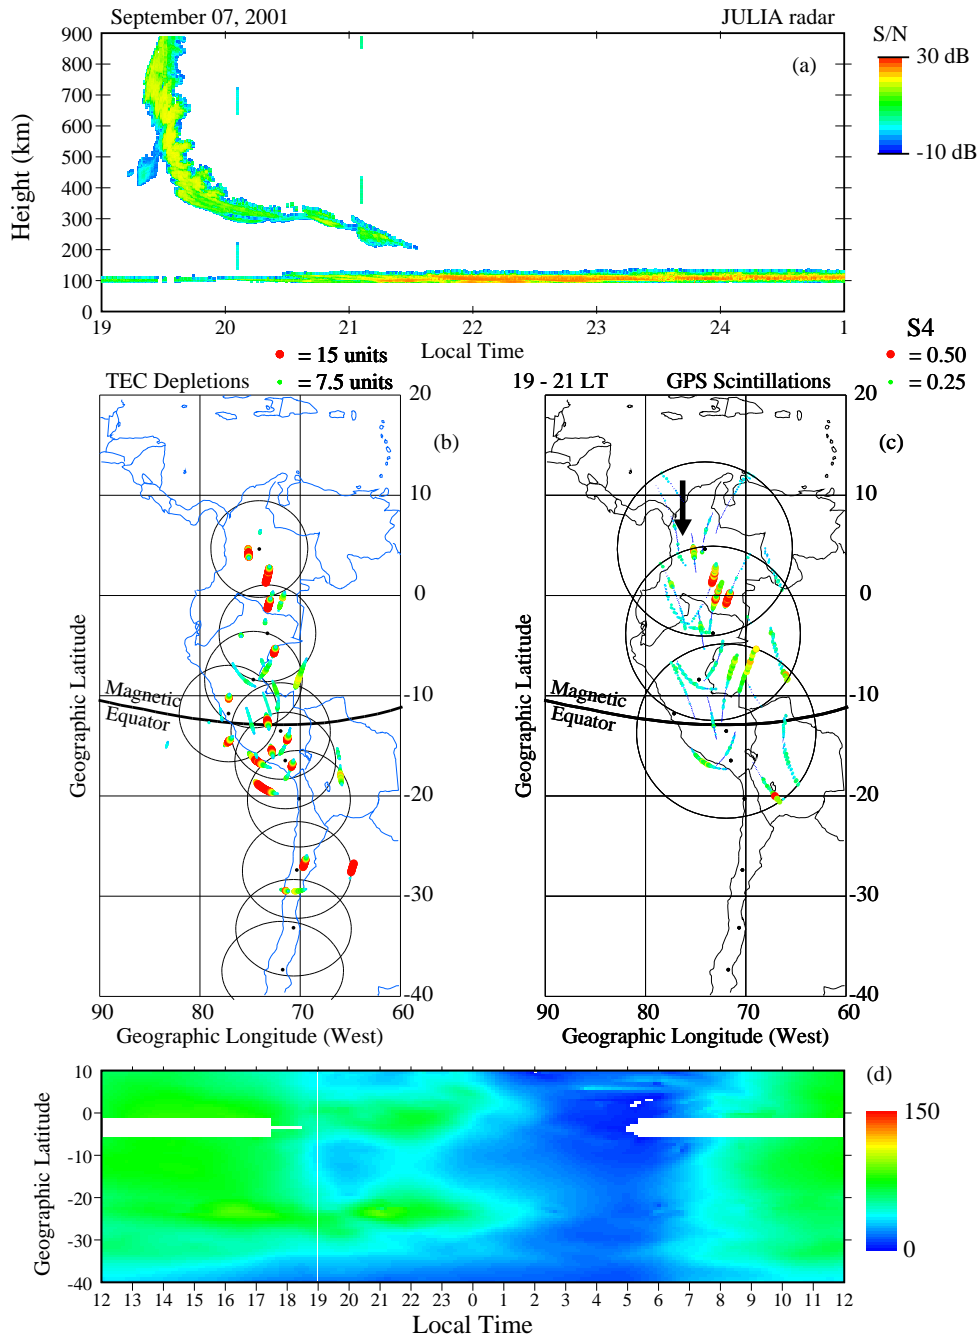 September 07, 2001
JULIA radar
S/N
900
800
700
600
500
400
300
200
100
0
Height (km)
(a)
30 dB
-10 dB
19
20
21
22
23
24
1
Local Time
= 15 units
= 7.5 units
S4
= 0.50
= 0.25
TEC Depletions
19 - 21 LT
GPS Scintillations
20
10
0
-10
-20
-30
-40
(b)
Geographic Latitude
Magnetic
Equator
90
80
70
60
Geographic Longitude (West)
20
10
0
-10
-20
-30
-40
(c)
Geographic Latitude
Magnetic
Equator
90
80
70
60
Geographic Longitude (West)
10
0
-10
-20
-30
-40
Geographic Latitude
(d)
150
0
12 13 14 15 16 17 18 19 20 21 22 23 0 1 2 3 4 5 6 7 8 9 10 11 12
Local Time